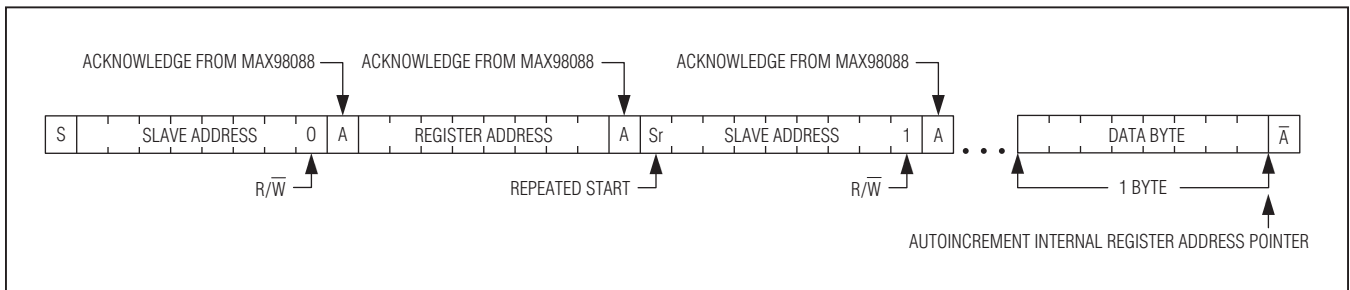 ACKNOWLEDGE FROM MAX98088 ACKNOWLEDGE FROM MAX98088 ACKNOWLEDGE FROM MAX98088
S SLAVE ADDRESS 0 A REGISTER ADDRESS A Sr SLAVE ADDRESS 1 A ... DATA BYTE A̅
R/W̅ REPEATED START R/W̅ 1 BYTE
AUTOINCREMENT INTERNAL REGISTER ADDRESS POINTER